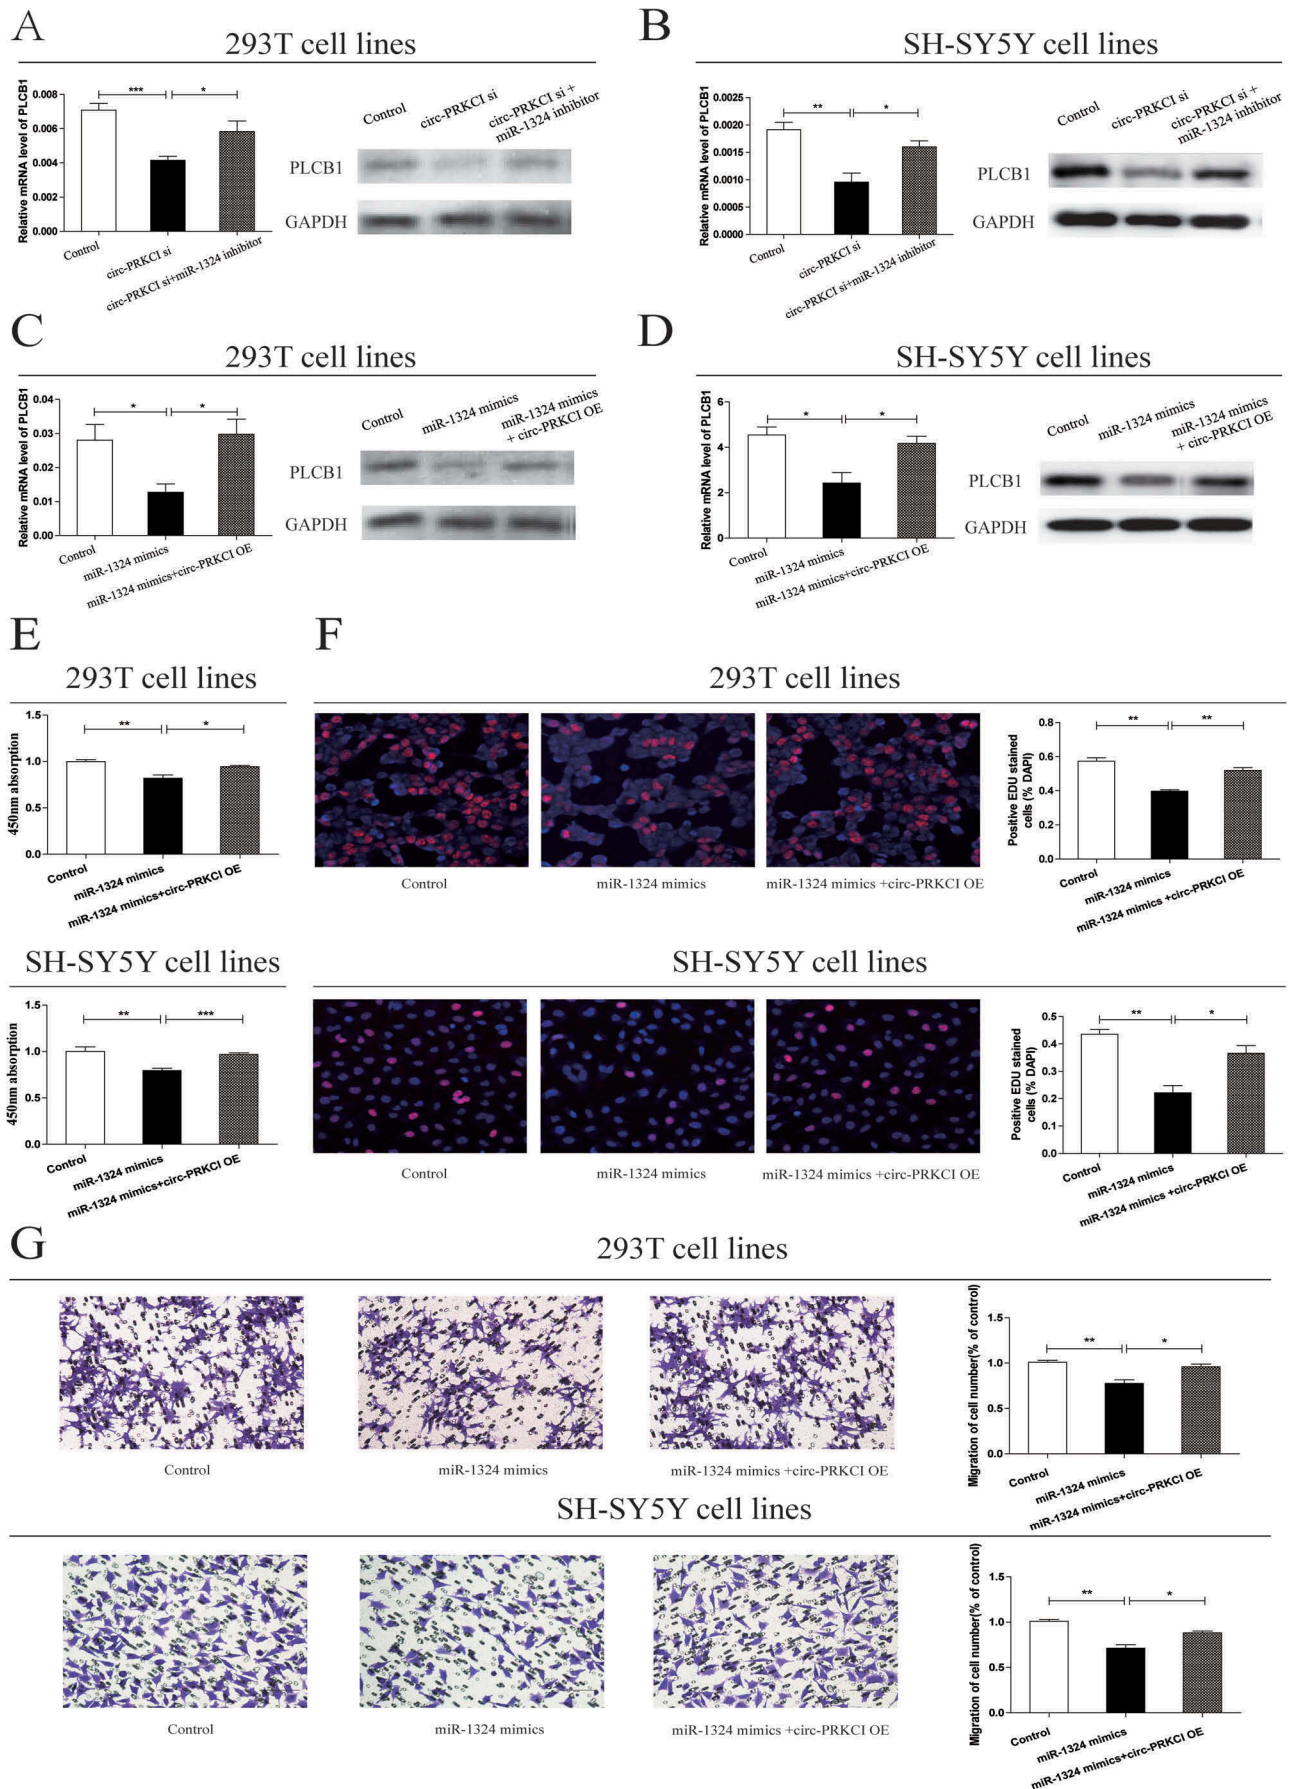 A
293T cell lines
Relative mRNA level of PLCB1
0.008
0.006
0.004
0.002
0.000
***
*
Control
circ-PRKCI si
circ-PRKCI si+miR-1324 inhibitor
Control
circ-PRKCI si
circ-PRKCI si +
miR-1324 inhibitor
PLCB1
GAPDH
B
SH-SY5Y cell lines
Relative mRNA level of PLCB1
0.0025
0.0020
0.0015
0.0010
0.0005
0.0000
**
*
Control
circ-PRKCI si
circ-PRKCI si+miR-1324 inhibitor
Control
circ-PRKCI si
circ-PRKCI si +
miR-1324 inhibitor
PLCB1
GAPDH
C
293T cell lines
Relative mRNA level of PLCB1
0.04
0.03
0.02
0.01
0.00
*
*
Control
miR-1324 mimics
miR-1324 mimics+circ-PRKCI OE
Control
miR-1324 mimics
miR-1324 mimics
+ circ-PRKCI OE
PLCB1
GAPDH
D
SH-SY5Y cell lines
Relative mRNA level of PLCB1
6
4
2
0
*
*
Control
miR-1324 mimics
miR-1324 mimics+circ-PRKCI OE
Control
miR-1324 mimics
miR-1324 mimics
+ circ-PRKCI OE
PLCB1
GAPDH
E
293T cell lines
450nm absorption
1.5
1.0
0.5
0.0
**
*
Control
miR-1324 mimics
miR-1324 mimics+circ-PRKCI OE
SH-SY5Y cell lines
450nm absorption
1.5
1.0
0.5
0.0
**
***
Control
miR-1324 mimics
miR-1324 mimics+circ-PRKCI OE
F
293T cell lines
Control
miR-1324 mimics
miR-1324 mimics +circ-PRKCI OE
Positive EDU stained
cells (% DAPI)
0.8
0.6
0.4
0.2
0.0
**
**
Control
miR-1324 mimics
miR-1324 mimics +circ-PRKCI OE
SH-SY5Y cell lines
Control
miR-1324 mimics
miR-1324 mimics +circ-PRKCI OE
Positive EDU stained
cells (% DAPI)
0.5
0.4
0.3
0.2
0.1
0.0
**
*
Control
miR-1324 mimics
miR-1324 mimics +circ-PRKCI OE
G
293T cell lines
Control
miR-1324 mimics
miR-1324 mimics +circ-PRKCI OE
Migration of cell number(% of control)
1.5
1.0
0.5
0.0
**
*
Control
miR-1324 mimics
miR-1324 mimics+circ-PRKCI OE
SH-SY5Y cell lines
Control
miR-1324 mimics
miR-1324 mimics +circ-PRKCI OE
Migration of cell number(% of control)
1.5
1.0
0.5
0.0
**
*
Control
miR-1324 mimics
miR-1324 mimics+circ-PRKCI OE